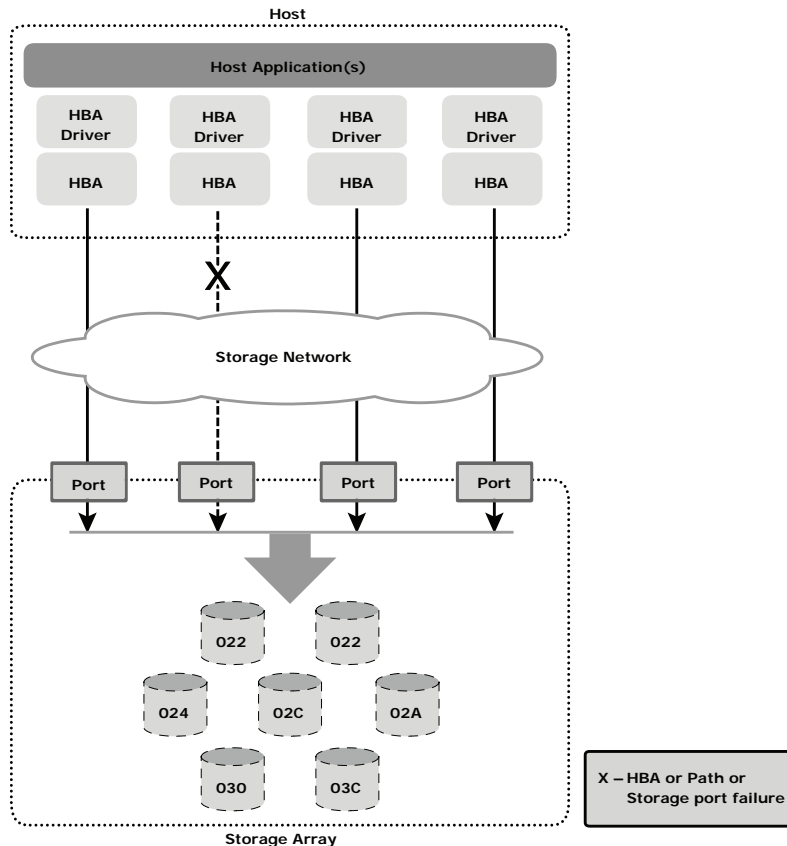 Host
Host Application(s)
HBA
Driver
HBA
Driver
HBA
Driver
HBA
Driver
HBA
HBA
HBA
HBA
X
Storage Network
Port
Port
Port
Port
022
022
024
02C
02A
030
03C
X – HBA or Path or
Storage port failure
Storage Array